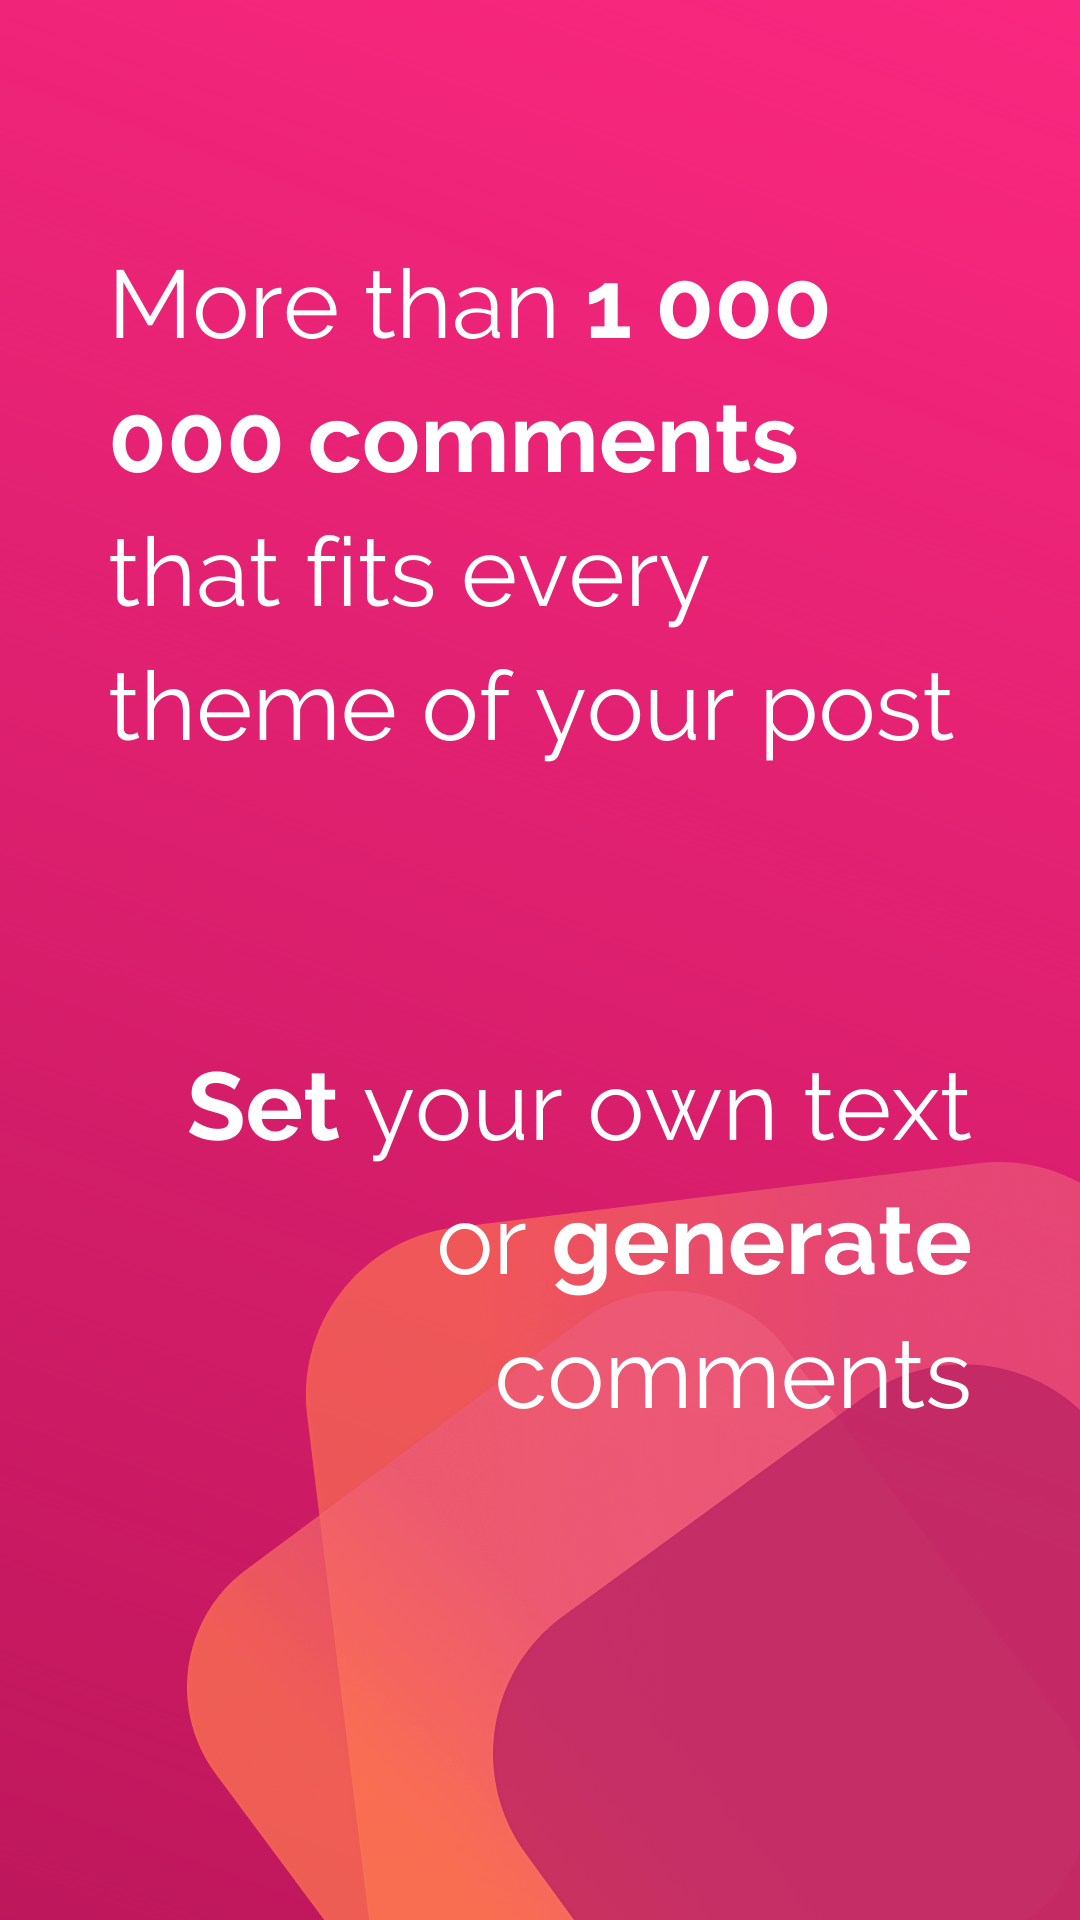 More than 1 000
000 comments
that fits every
theme of your post
Set your own text
or generate
comments